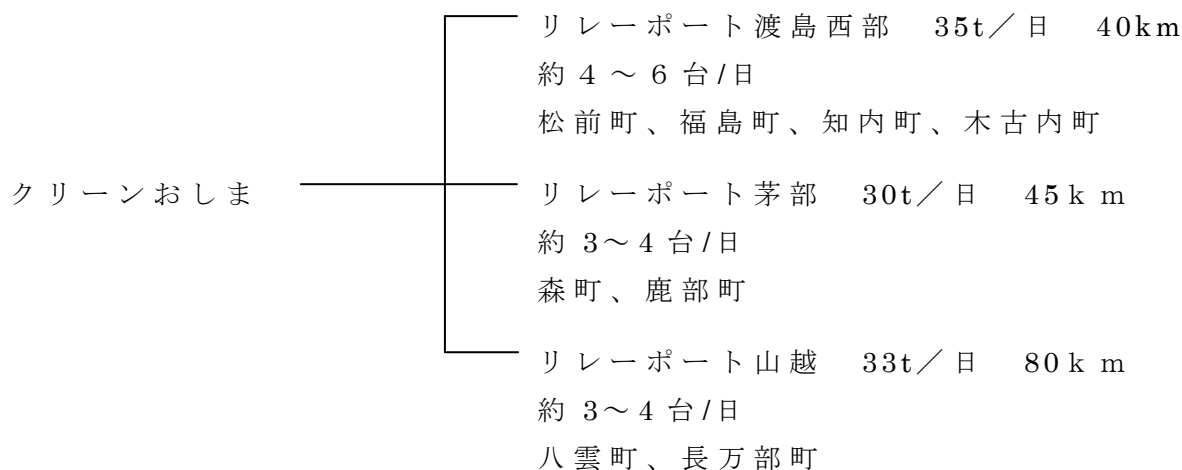 リレーポート渡島西部　35t／日　40km
約４～６台/日
松前町、福島町、知内町、木古内町
クリーンおしま
リレーポート茅部　30t／日　45ｋｍ
約 3～4 台/日
森町、鹿部町
リレーポート山越　33t／日　80ｋｍ
約 3～4 台/日
八雲町、長万部町